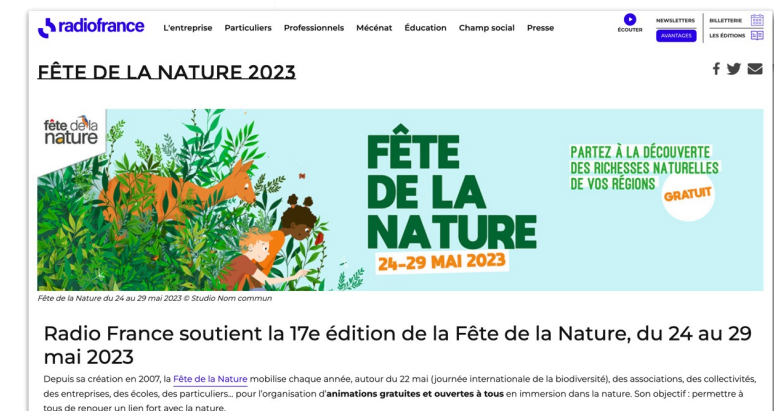 radiofrance
L'entreprise Particuliers Professionnels Mécénat Éducation Champ social Presse
ÉCOUTER
NEWSLETTERS
AVANTAGES
BILLETTERIE
LES ÉDITIONS
FÊTE DE LA NATURE 2023
fête de la
nature
FÊTE
DE LA
NATURE
24-29 MAI 2023
PARTEZ À LA DÉCOUVERTE
DES RICHESSES NATURELLES
DE VOS RÉGIONS
GRATUIT
Fête de la Nature du 24 au 29 mai 2023 © Studio Nom commun
Radio France soutient la 17e édition de la Fête de la Nature, du 24 au 29
mai 2023
Depuis sa création en 2007, la Fête de la Nature mobilise chaque année, autour du 22 mai (journée internationale de la biodiversité), des associations, des collectivités,
des entreprises, des écoles, des particuliers... pour l'organisation d'animations gratuites et ouvertes à tous en immersion dans la nature. Son objectif : permettre à
tous de renouer un lien fort avec la nature.